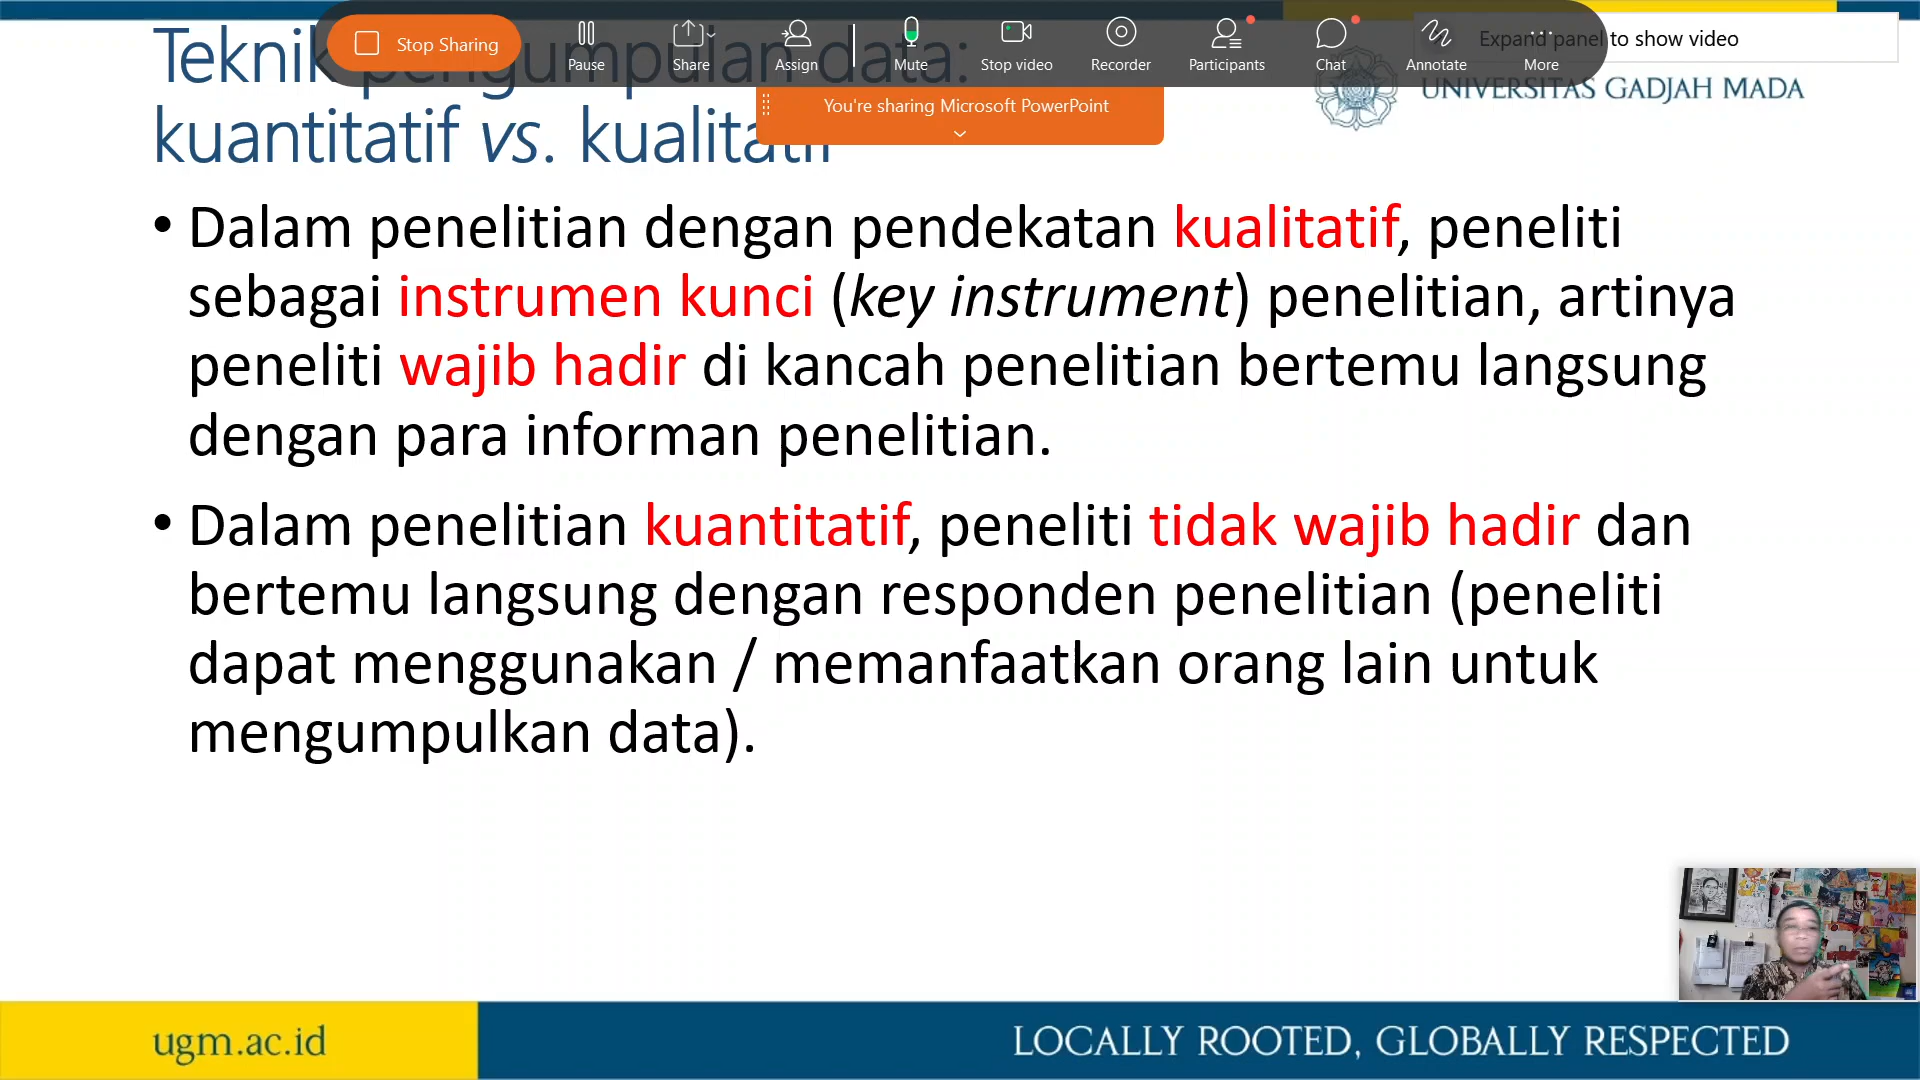 Stop Sharing
Pause
Share
Assign
Mute
Stop video
Recorder
Participants
Chat
Annotate
More
Expand panel to show video
You're sharing Microsoft PowerPoint
UNIVERSITAS GADJAH MADA
Teknik pengumpulan data:
kuantitatif vs. kualitatif
• Dalam penelitian dengan pendekatan kualitatif, peneliti
sebagai instrumen kunci (key instrument) penelitian, artinya
peneliti wajib hadir di kancah penelitian bertemu langsung
dengan para informan penelitian.
• Dalam penelitian kuantitatif, peneliti tidak wajib hadir dan
bertemu langsung dengan responden penelitian (peneliti
dapat menggunakan / memanfaatkan orang lain untuk
mengumpulkan data).
ugm.ac.id
LOCALLY ROOTED, GLOBALLY RESPECTED